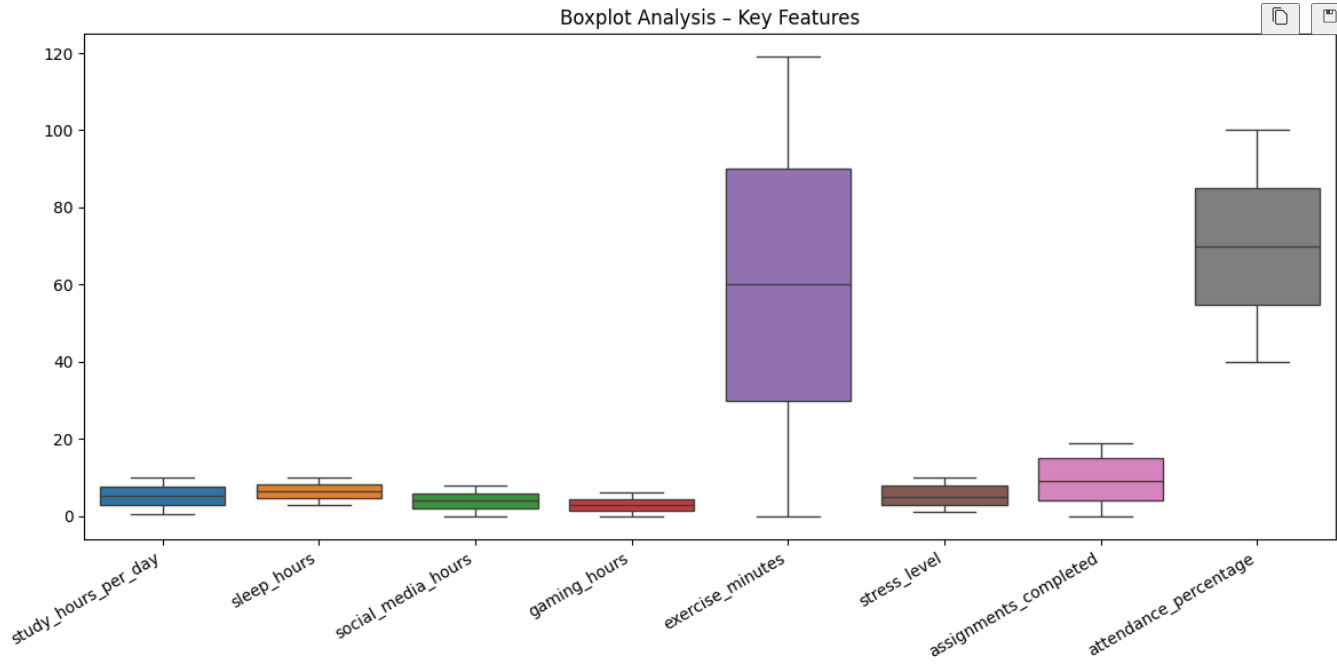 Boxplot Analysis – Key Features
120
100
80
60
40
20
0
study_hours_per_day
sleep_hours
social_media_hours
gaming_hours
exercise_minutes
stress_level
assignments_completed
attendance_percentage